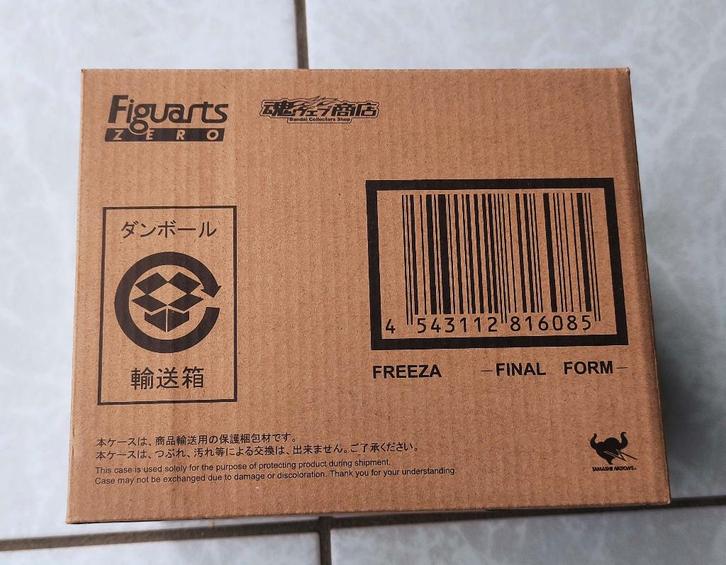 Figuarts
ZERO
魂ウェブ商店
Bandai Collectors Shop
ダンボール
輸送箱
4 543112 816085
FREEZA -FINAL FORM-
本ケースは、商品輸送用の保護梱包材です。
本ケースは、つぶれ、汚れ等による交換は、出来ません。ご了承ください。
This case is used solely for the purpose of protecting product during shipment.
Case may not be exchanged due to damage or discoloration. Thank you for your understanding.
TAMASHII NATIONS